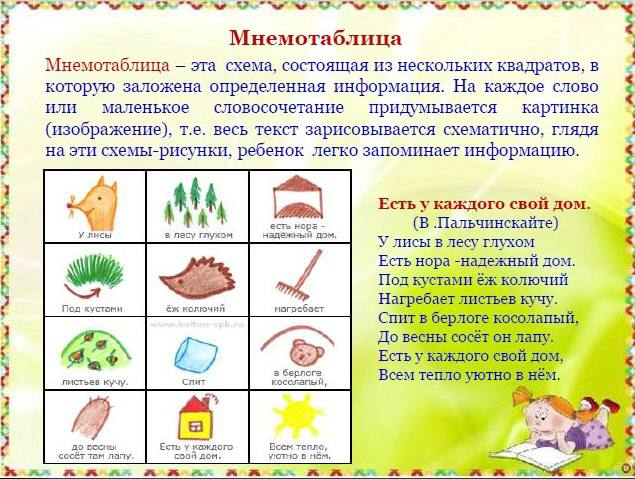 Мнемотаблица
Мнемотаблица – эта схема, состоящая из нескольких квадратов, в
которую заложена определенная информация. На каждое слово
или маленькое словосочетание придумывается картинка
(изображение), т.е. весь текст зарисовывается схематично, глядя
на эти схемы-рисунки, ребенок легко запоминает информацию.
У лисы
в лесу глухом
есть нора -
надёжный дом.
Под кустами
ёж колючий
нагребает
www.boltun-spb.ru
листьев кучу.
Спит
в берлоге
косолапый,
до весны
сосёт там лапу.
Есть у каждого
свой дом.
Всем тепло,
уютно в нём.
Есть у каждого свой дом.
(В .Пальчинскайте)
У лисы в лесу глухом
Есть нора -надежный дом.
Под кустами ёж колючий
Нагребает листьев кучу.
Спит в берлоге косолапый,
До весны сосёт он лапу.
Есть у каждого свой дом,
Всем тепло уютно в нём.